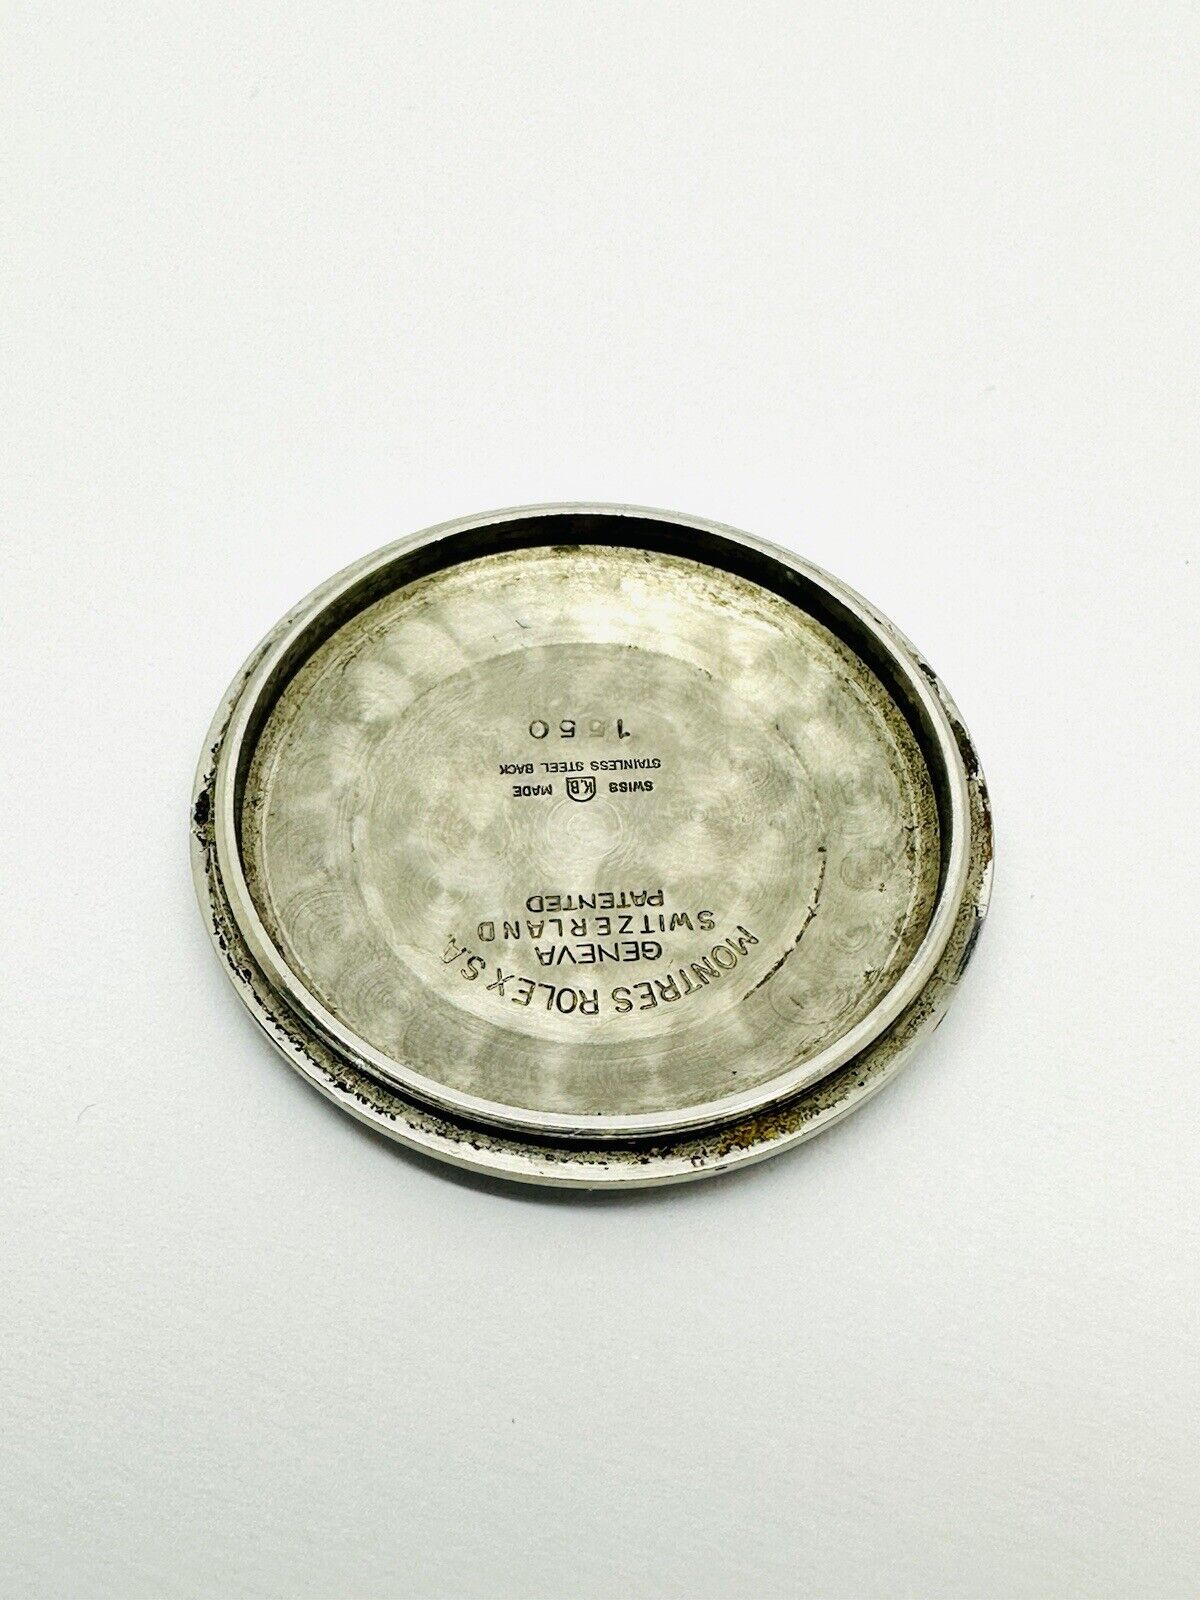 MONTRES ROLEX S.A.
GENEVA
SWITZERLAND
PATENTED
SWISS K.B. MADE
STAINLESS STEEL BACK
1550